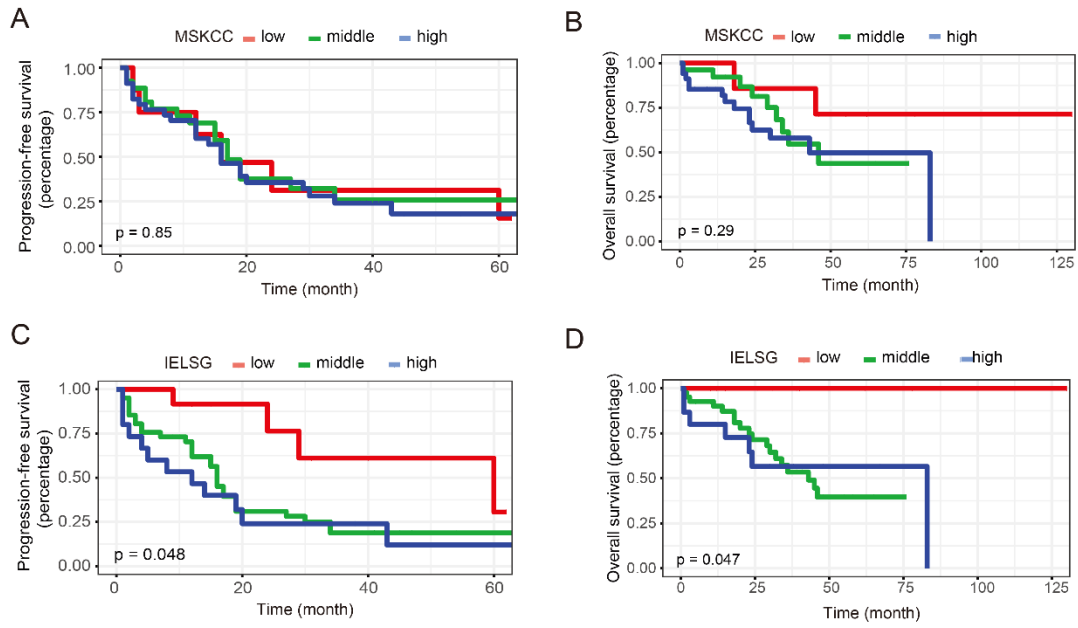 A
MSKCC low middle high
Progression-free survival
(percentage)
1.00
0.75
0.50
0.25
0.00
p = 0.85
0 20 40 60
Time (month)
B
MSKCC low middle high
Overall survival (percentage)
1.00
0.75
0.50
0.25
0.00
p = 0.29
0 25 50 75 100 125
Time (month)
C
IELSG low middle high
Progression-free survival
(percentage)
1.00
0.75
0.50
0.25
0.00
p = 0.048
0 20 40 60
Time (month)
D
IELSG low middle high
Overall survival (percentage)
1.00
0.75
0.50
0.25
0.00
p = 0.047
0 25 50 75 100 125
Time (month)